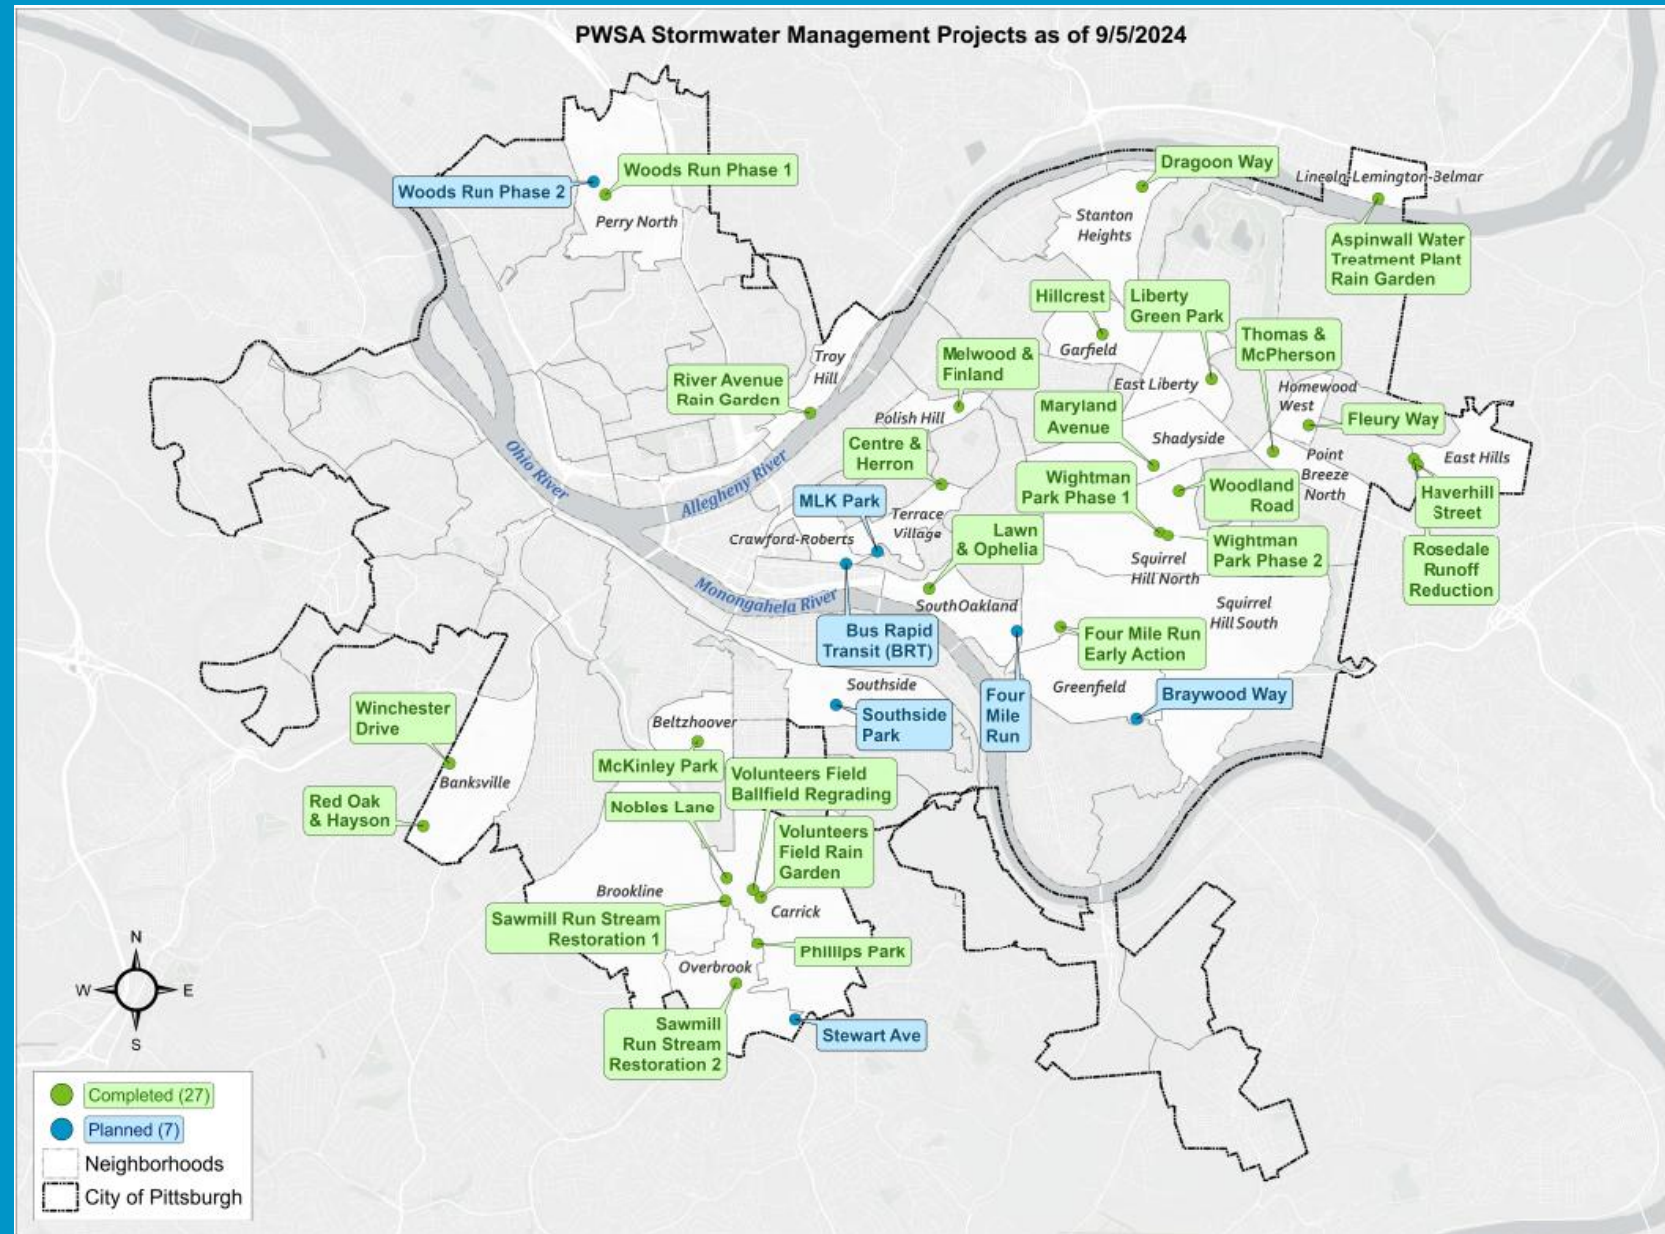 PWSA Stormwater Management Projects as of 9/5/2024
Woods Run Phase 1
Woods Run Phase 2
Perry North
Dragoon Way
Lincoln-Lemington-Belmar
Stanton
Heights
Aspinwall Water
Treatment Plant
Rain Garden
Hillcrest
Liberty
Green Park
Garfield
Thomas &
McPherson
Troy
Hill
Melwood &
Finland
River Avenue
Rain Garden
East Liberty
Homewood
West
Polish Hill
Maryland
Avenue
Fleury Way
Shadyside
Centre &
Herron
Point
Breeze
North
East Hills
Ohio River
Allegheny River
Wightman
Park Phase 1
Woodland
Road
Haverhill
Street
MLK Park
Terrace
Village
Crawford-Roberts
Lawn
& Ophelia
Wightman
Park Phase 2
Squirrel
Hill North
Rosedale
Runoff
Reduction
Monongahela River
South Oakland
Squirrel
Hill South
Bus Rapid
Transit (BRT)
Four Mile Run
Early Action
Southside
Greenfield
Four
Mile
Run
Braywood Way
Southside
Park
Winchester
Drive
Beltzhoover
McKinley Park
Volunteers Field
Ballfield Regrading
Banksville
Red Oak
& Hayson
Nobles Lane
Volunteers
Field Rain
Garden
Brookline
Carrick
Sawmill Run Stream
Restoration 1
Phillips Park
Overbrook
Sawmill
Run Stream
Restoration 2
Stewart Ave
N
W
E
S
Completed (27)
Planned (7)
Neighborhoods
City of Pittsburgh